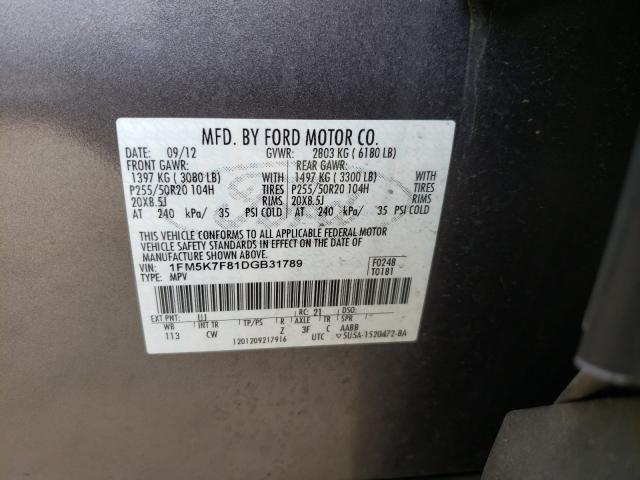 MFD. BY FORD MOTOR CO.
DATE: 09/12 GVWR: 2803 KG ( 6180 LB)
FRONT GAWR: REAR GAWR:
1397 KG ( 3080 LB) WITH 1497 KG ( 3300 LB) WITH
P255/50R20 104H TIRES P255/50R20 104H TIRES
20X8.5J RIMS 20X8.5J RIMS
AT 240 kPa/ 35 PSI COLD AT 240 kPa/ 35 PSI COLD
THIS VEHICLE CONFORMS TO ALL APPLICABLE FEDERAL MOTOR
VEHICLE SAFETY STANDARDS IN EFFECT ON THE DATE OF
MANUFACTURE SHOWN ABOVE.
VIN: 1FM5K7F81DGB31789 F0248
TYPE: MPV T0181
EXT PNT: UJ RC: 21 DSO:
WB INT TR TP/PS R AXLE TR SPR
113 CW Z 3F C AABB
1201209217916 UTC ▽5U5A-1520472-BA